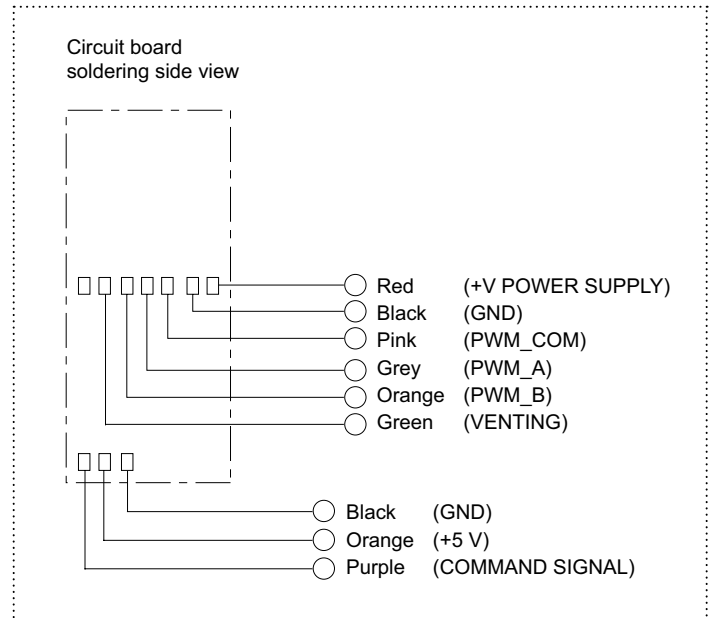 Circuit board
soldering side view
Red (+V POWER SUPPLY)
Black (GND)
Pink (PWM_COM)
Grey (PWM_A)
Orange (PWM_B)
Green (VENTING)
Black (GND)
Orange (+5 V)
Purple (COMMAND SIGNAL)